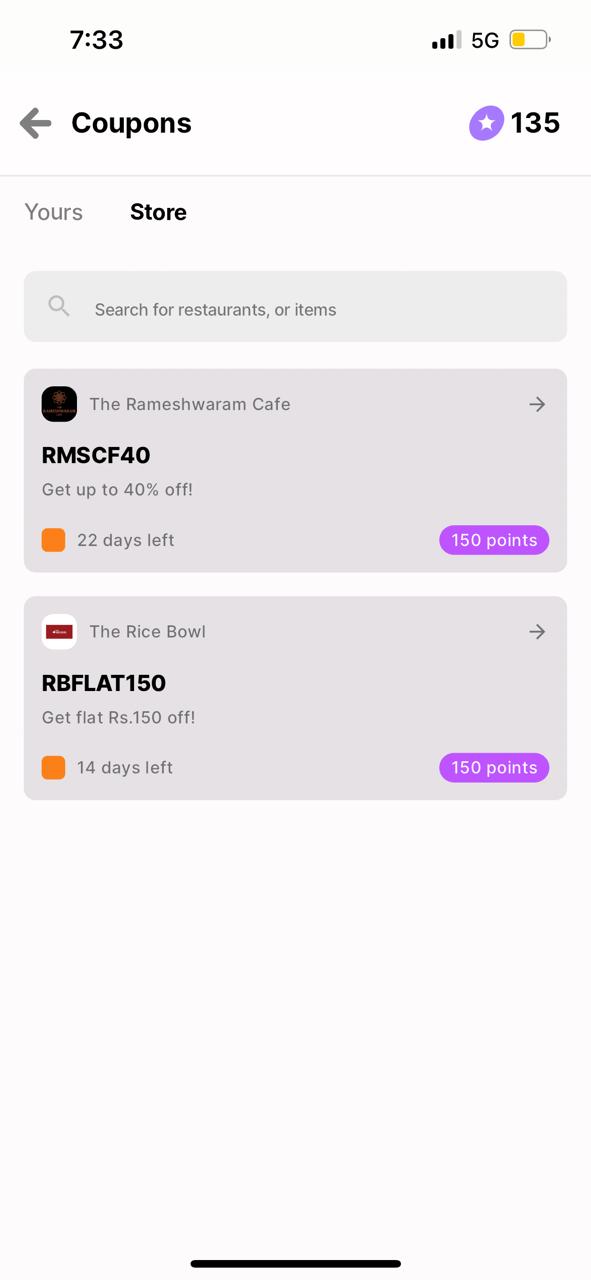 7:33
5G
Coupons
135
Yours
Store
Search for restaurants, or items
The Rameshwaram Cafe
RMSCF40
Get up to 40% off!
22 days left
150 points
The Rice Bowl
RBFLAT150
Get flat Rs.150 off!
14 days left
150 points